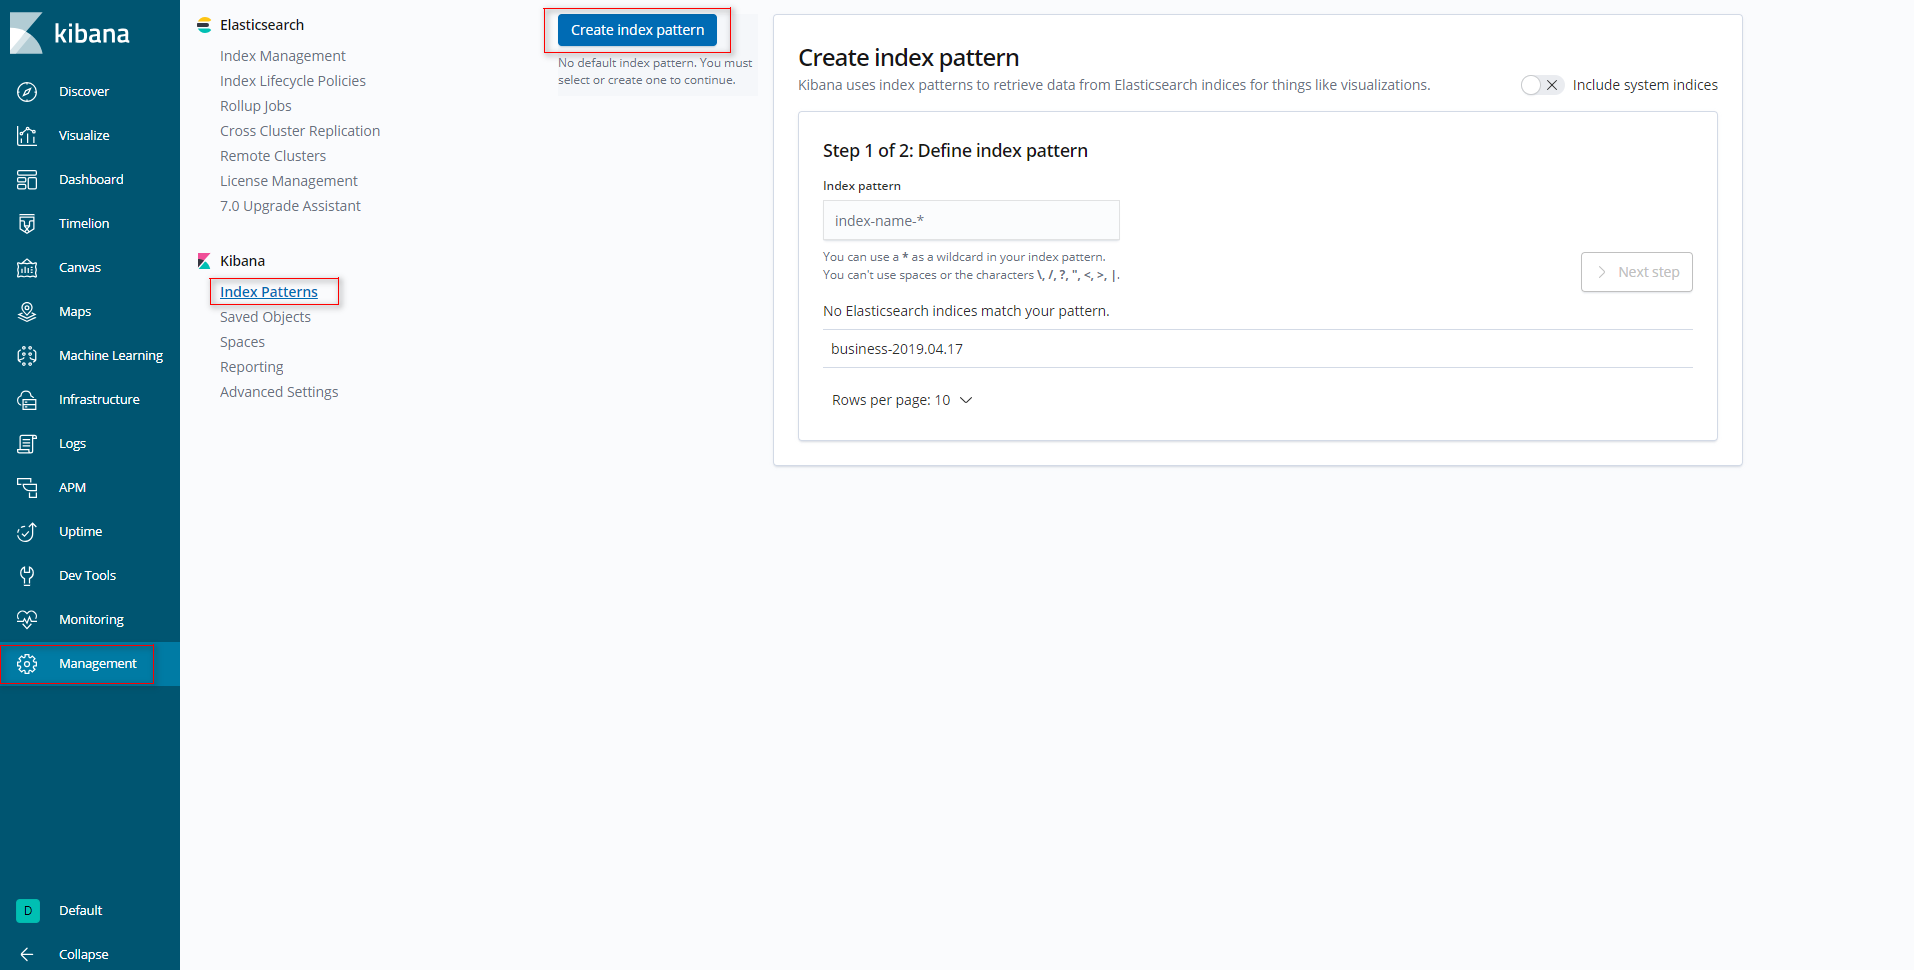 kibana
Discover
Visualize
Dashboard
Timelion
Canvas
Maps
Machine Learning
Infrastructure
Logs
APM
Uptime
Dev Tools
Monitoring
Management
D Default
Collapse
Elasticsearch
Index Management
Index Lifecycle Policies
Rollup Jobs
Cross Cluster Replication
Remote Clusters
License Management
7.0 Upgrade Assistant
Kibana
Index Patterns
Saved Objects
Spaces
Reporting
Advanced Settings
Create index pattern
No default index pattern. You must
select or create one to continue.
Create index pattern
Kibana uses index patterns to retrieve data from Elasticsearch indices for things like visualizations.
Include system indices
Step 1 of 2: Define index pattern
Index pattern
index-name-*
You can use a * as a wildcard in your index pattern.
You can't use spaces or the characters \, /, ?, ", <, >, |.
Next step
No Elasticsearch indices match your pattern.
business-2019.04.17
Rows per page: 10